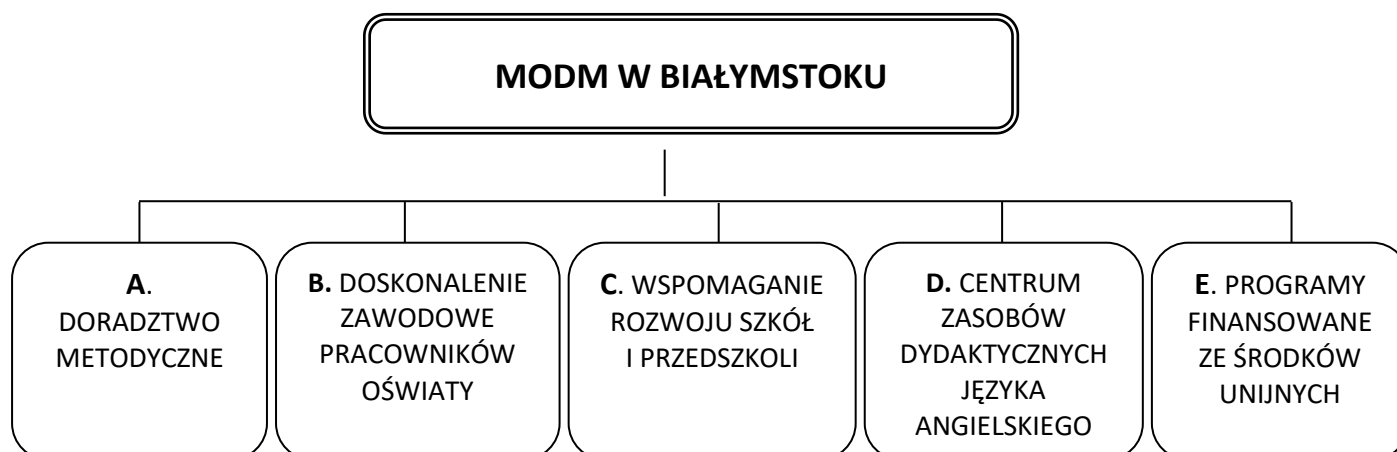 MODM W BIAŁYMSTOKU
A.
DORADZTWO
METODYCZNE
B. DOSKONALENIE
ZAWODOWE
PRACOWNIKÓW
OŚWIATY
C. WSPOMAGANIE
ROZWOJU SZKÓŁ
I PRZEDSZKOLI
D. CENTRUM
ZASOBÓW
DYDAKTYCZNYCH
JĘZYKA
ANGIELSKIEGO
E. PROGRAMY
FINANSOWANE
ZE ŚRODKÓW
UNIJNYCH